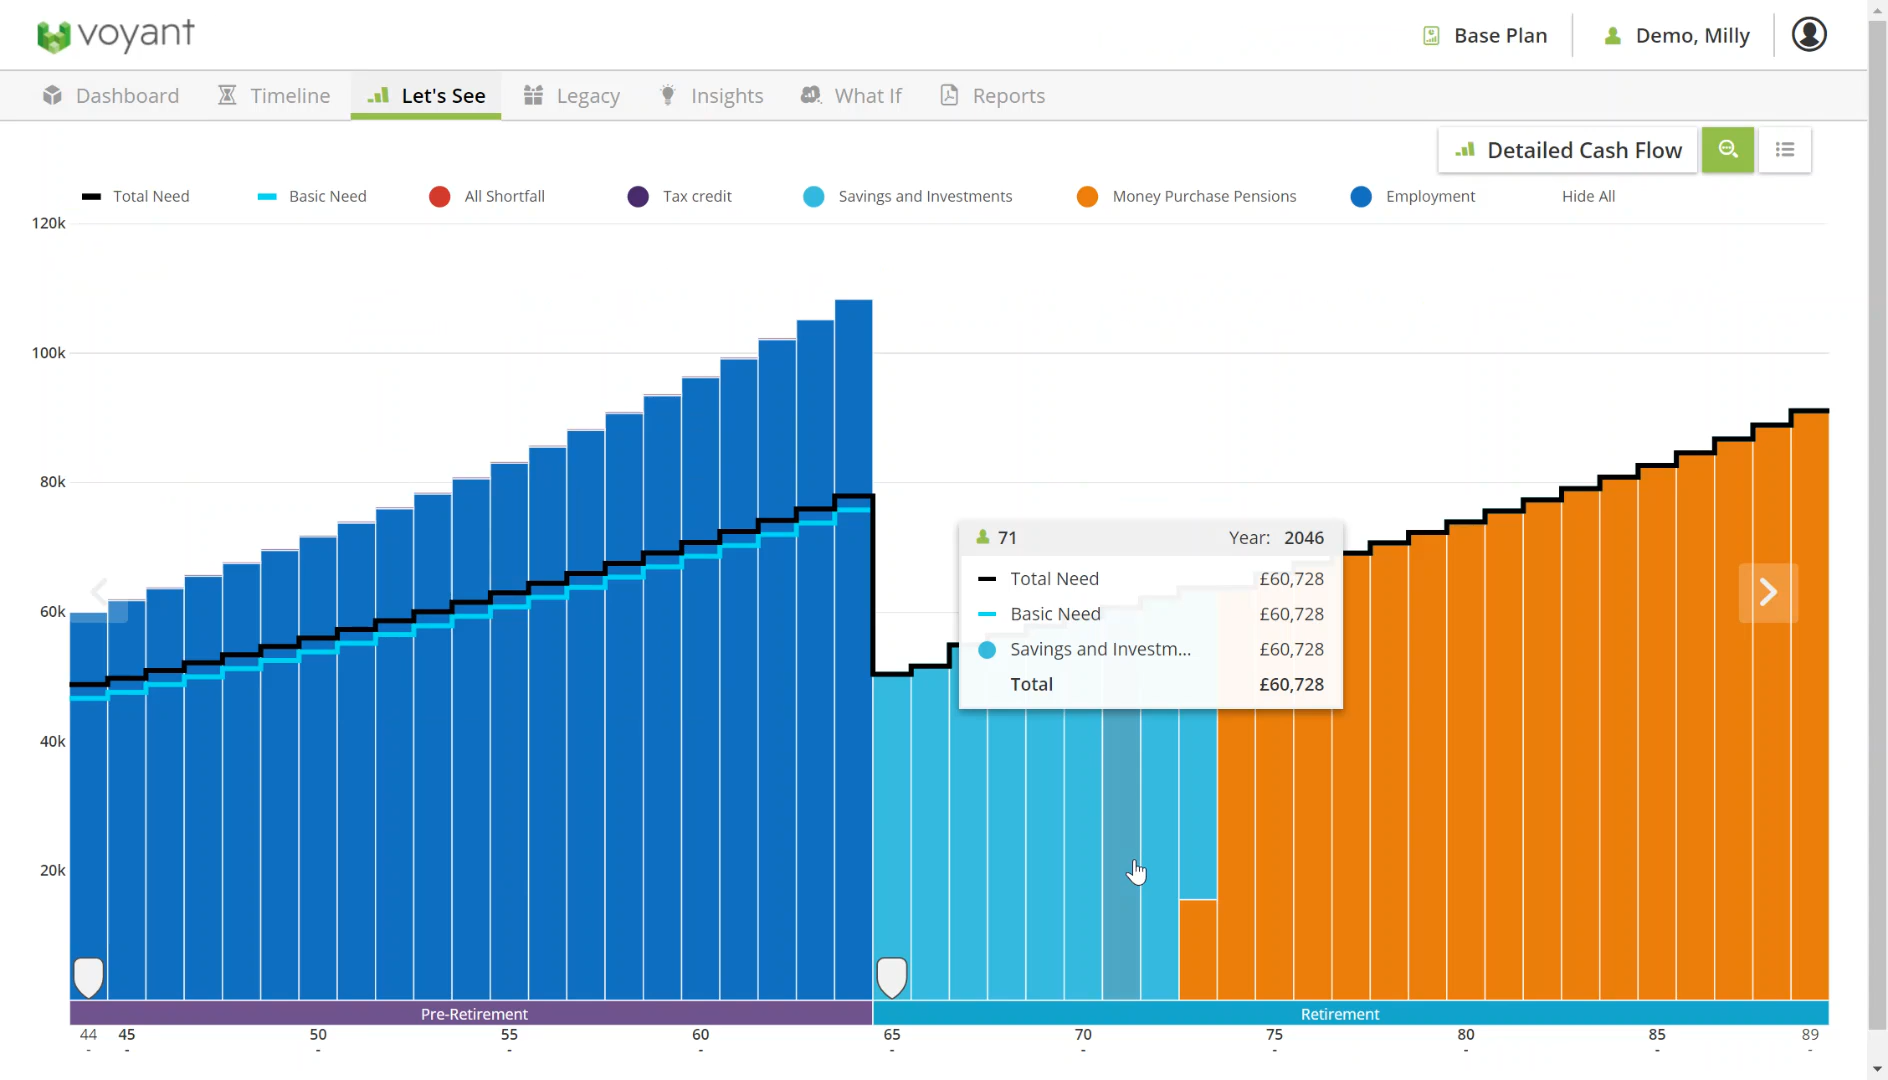 voyant
Base Plan
Demo, Milly
Dashboard
Timeline
Let's See
Legacy
Insights
What If
Reports
Detailed Cash Flow
Total Need
Basic Need
All Shortfall
Tax credit
Savings and Investments
Money Purchase Pensions
Employment
Hide All
120k
100k
80k
60k
40k
20k
71 Year: 2046
Total Need £60,728
Basic Need £60,728
Savings and Investm... £60,728
Total £60,728
Pre-Retirement
Retirement
44 45 50 55 60 65 70 75 80 85 89
- - - - - - - - - - -